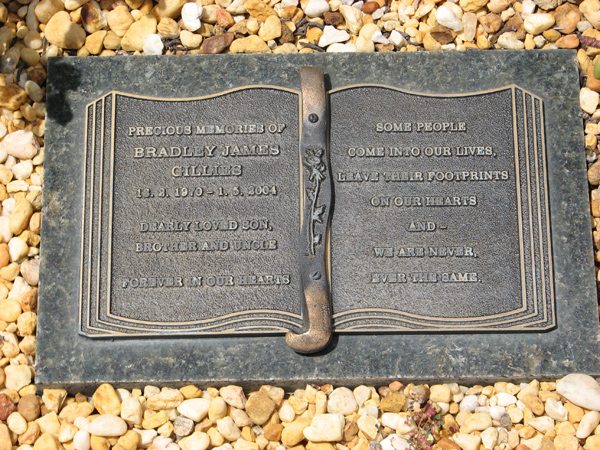 PRECIOUS MEMORIES OF
BRADLEY JAMES
GILLIES
13. 3. 1970 - 1. 5. 2004
DEARLY LOVED SON,
BROTHER AND UNCLE
FOREVER IN OUR HEARTS
SOME PEOPLE
COME INTO OUR LIVES,
LEAVE THEIR FOOTPRINTS
ON OUR HEARTS
AND -
WE ARE NEVER,
EVER THE SAME.